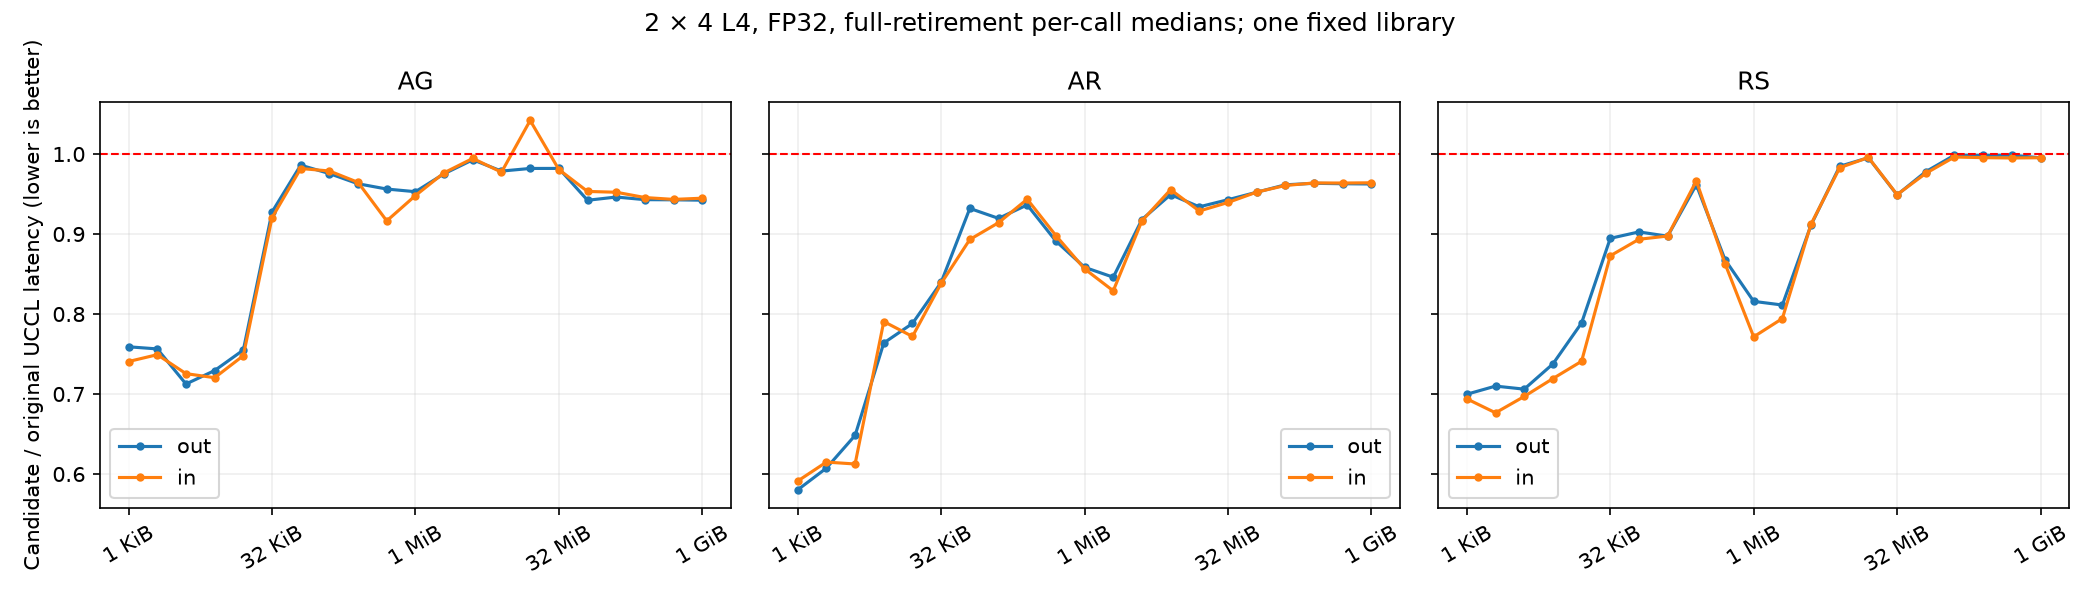 2 × 4 L4, FP32, full-retirement per-call medians; one fixed library
Candidate / original UCCL latency (lower is better)
AG
1.0
0.9
0.8
0.7
0.6
out
in
1 KiB
32 KiB
1 MiB
32 MiB
1 GiB
AR
out
in
1 KiB
32 KiB
1 MiB
32 MiB
1 GiB
RS
out
in
1 KiB
32 KiB
1 MiB
32 MiB
1 GiB